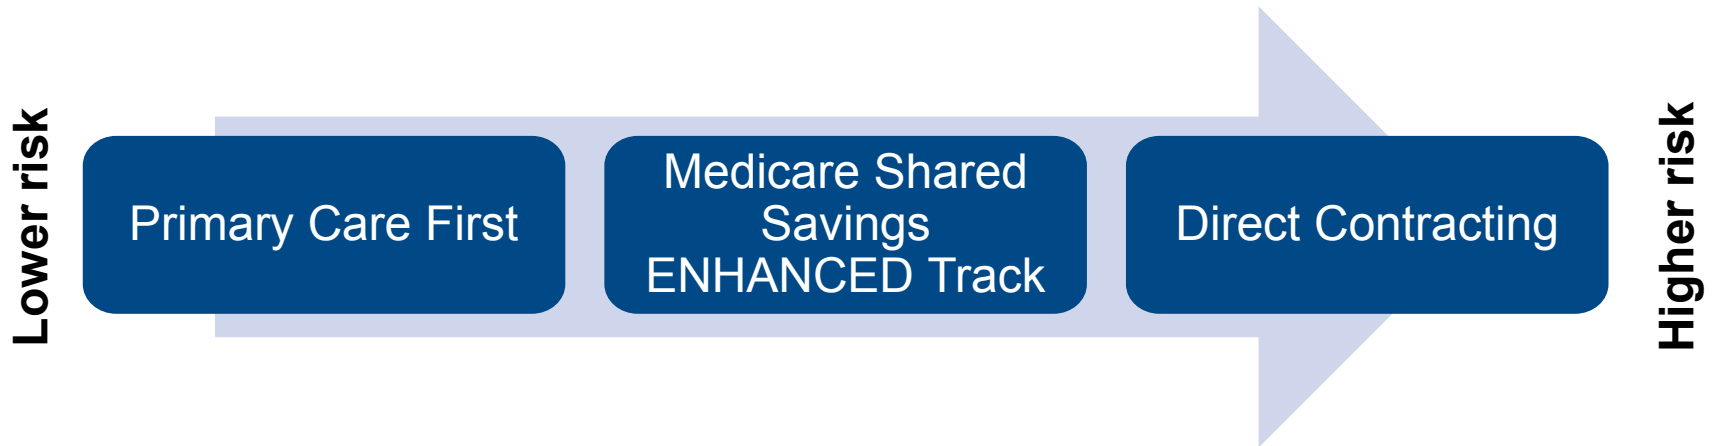 Lower risk
Primary Care First
Medicare Shared
Savings
ENHANCED Track
Direct Contracting
Higher risk